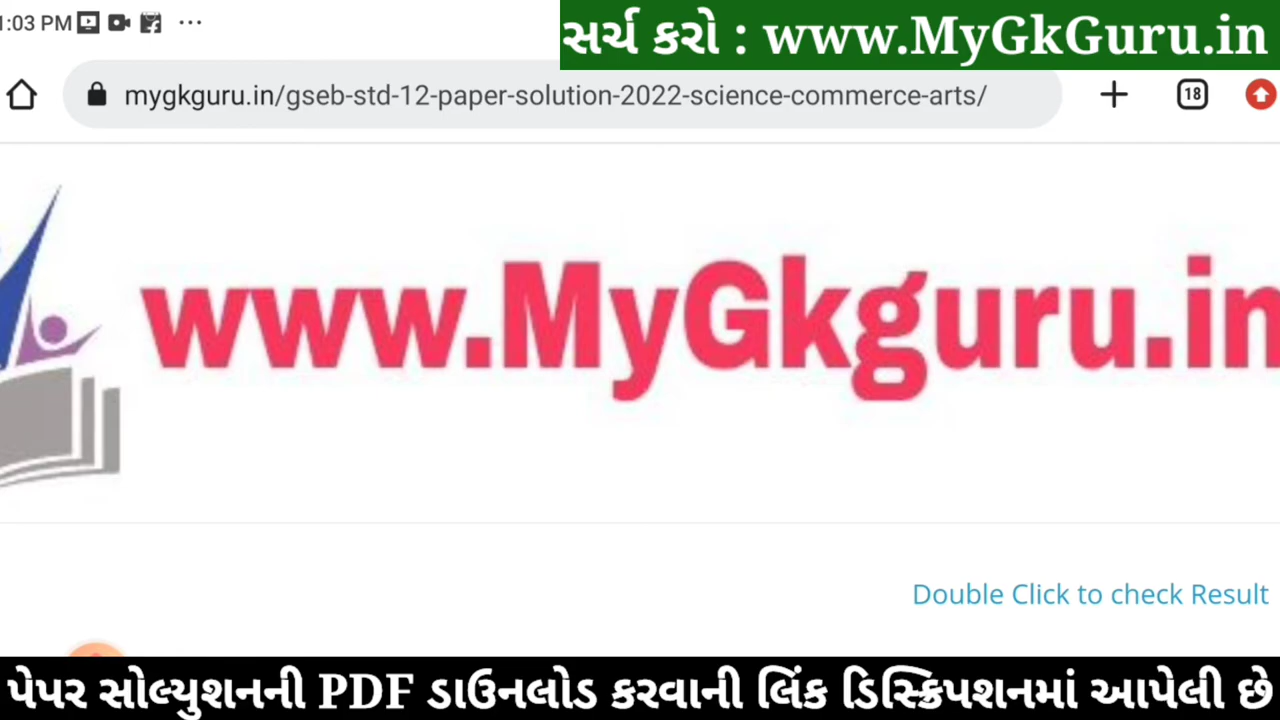 1:03 PM ...
સર્ચ કરો : www.MyGkGuru.in
mygkguru.in/gseb-std-12-paper-solution-2022-science-commerce-arts/
18
www.MyGkguru.in
Double Click to check Result
પેપર સોલ્યુશનની PDF ડાઉનલોડ કરવાની લિંક ડિસ્ક્રિપશનમાં આપેલી છે